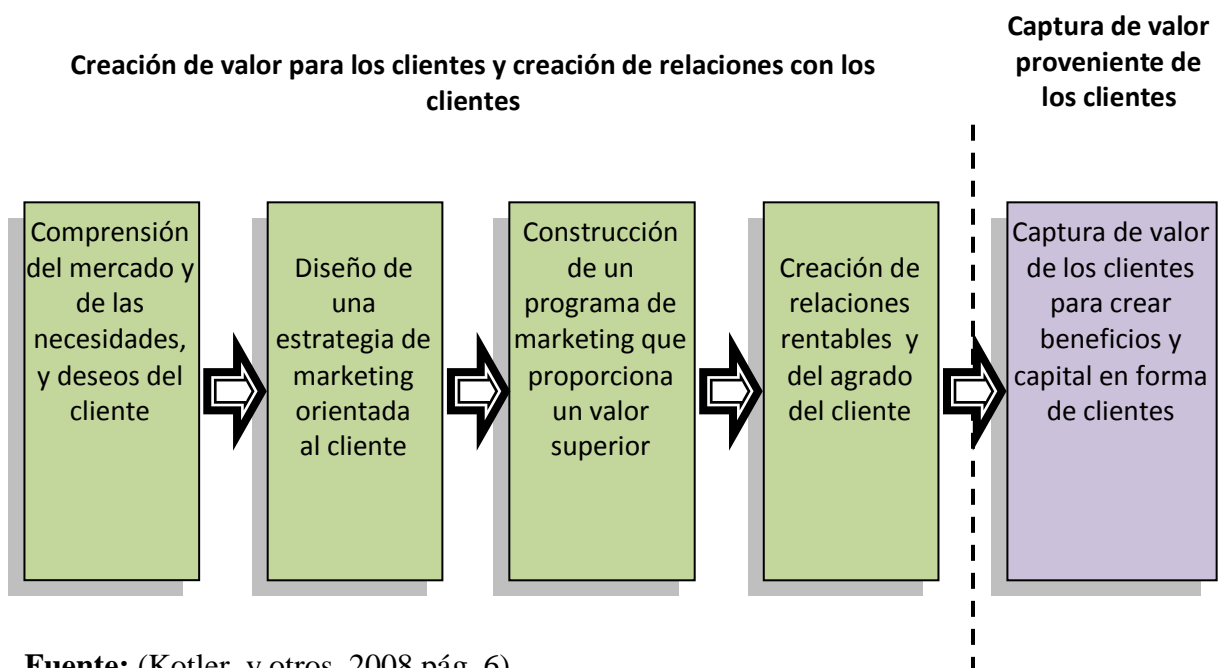 Creación de valor para los clientes y creación de relaciones con los
clientes
Captura de valor
proveniente de
los clientes
Comprensión
del mercado y
de las
necesidades,
y deseos del
cliente
Diseño de
una
estrategia de
marketing
orientada
al cliente
Construcción
de un
programa de
marketing que
proporciona
un valor
superior
Creación de
relaciones
rentables y
del agrado
del cliente
Captura de valor
de los clientes
para crear
beneficios y
capital en forma
de clientes
Fuente: (Kotler, y otros, 2008 pág. 6)